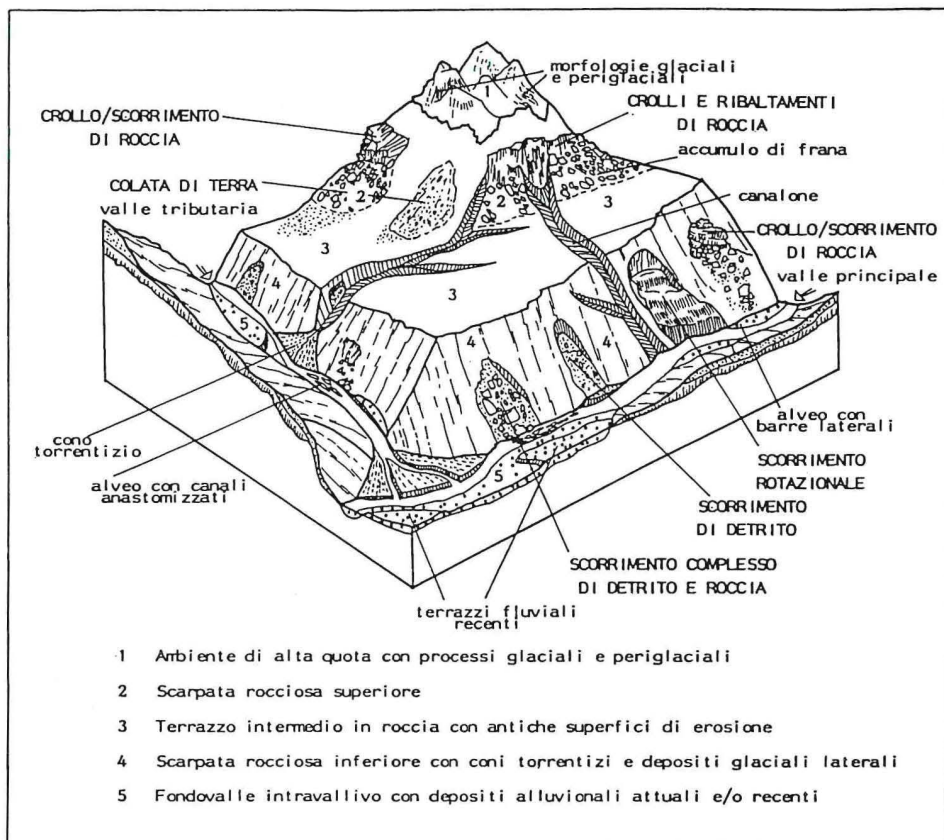 morfologie glaciali
e periglaciali
1
CROLLO/SCORRIMENTO
DI ROCCIA
CROLLI E RIBALTAMENTI
DI ROCCIA
accumulo di frana
COLATA DI TERRA
valle tributaria
2
2
3
canalone
CROLLO/SCORRIMENTO
DI ROCCIA
valle principale
3
4
3
5
4
4
cono
torrentizio
alveo con canali
anastomizzati
5
alveo con
barre laterali
SCORRIMENTO
ROTAZIONALE
SCORRIMENTO
DI DETRITO
SCORRIMENTO COMPLESSO
DI DETRITO E ROCCIA
terrazzi fluviali
recenti
1 Ambiente di alta quota con processi glaciali e periglaciali
2 Scarpata rocciosa superiore
3 Terrazzo intermedio in roccia con antiche superfici di erosione
4 Scarpata rocciosa inferiore con coni torrentizi e depositi glaciali laterali
5 Fondovalle intravallivo con depositi alluvionali attuali e/o recenti